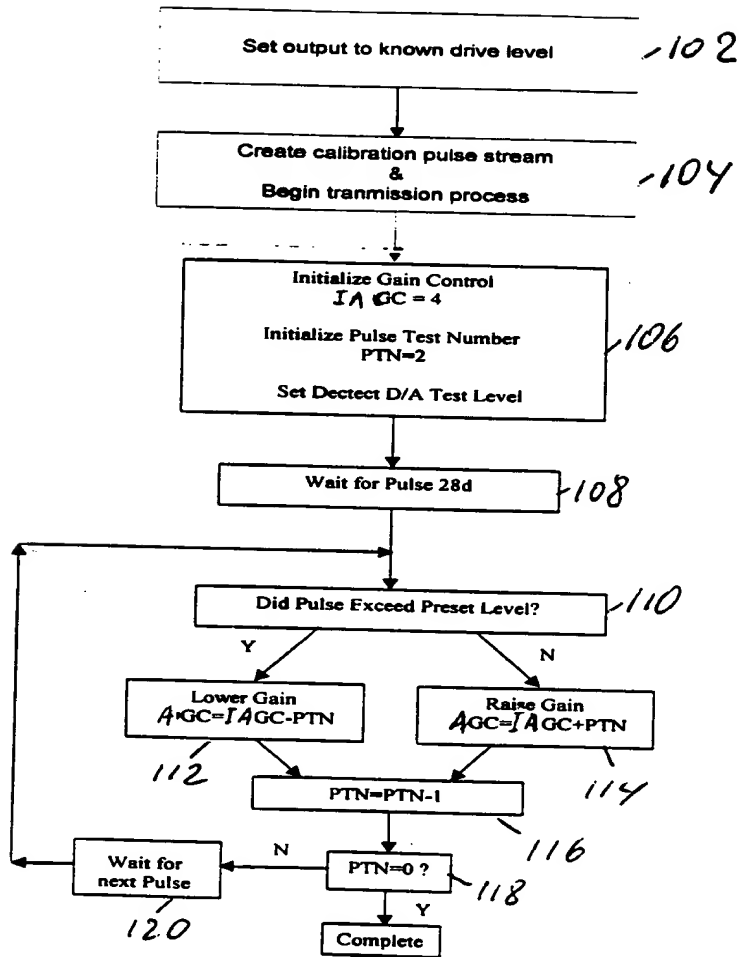 Set output to known drive level
102
Create calibration pulse stream
&
Begin tranmission process
104
Initialize Gain Control
IAGC = 4
Initialize Pulse Test Number
PTN=2
Set Dectect D/A Test Level
106
Wait for Pulse 28d
108
Did Pulse Exceed Preset Level?
110
Y
N
Lower Gain
AGC=IAGC-PTN
112
Raise Gain
AGC=IAGC+PTN
114
PTN=PTN-1
116
PTN=0 ?
118
N
Wait for
next Pulse
120
Y
Complete